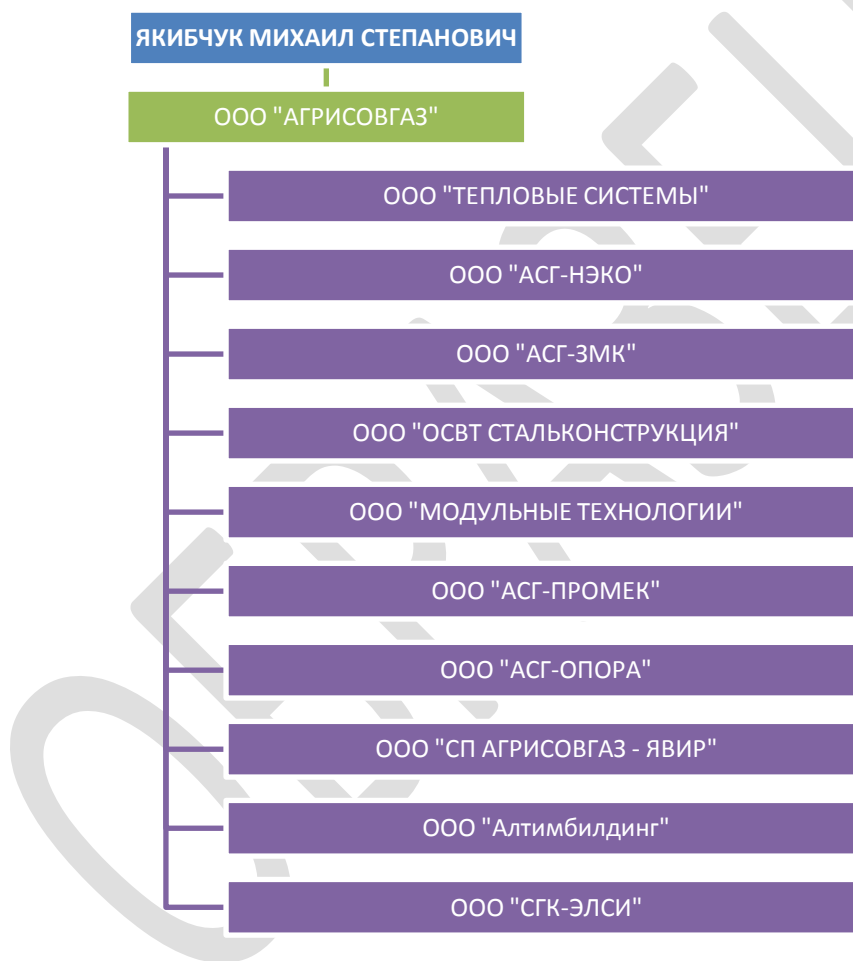 ЯКИБЧУК МИХАИЛ СТЕПАНОВИЧ
ООО "АГРИСОВГАЗ"
ООО "ТЕПЛОВЫЕ СИСТЕМЫ"
ООО "АСГ-НЭКО"
ООО "АСГ-ЗМК"
ООО "ОСВТ СТАЛЬКОНСТРУКЦИЯ"
ООО "МОДУЛЬНЫЕ ТЕХНОЛОГИИ"
ООО "АСГ-ПРОМЕК"
ООО "АСГ-ОПОРА"
ООО "СП АГРИСОВГАЗ - ЯВИР"
ООО "Алтимбилдинг"
ООО "СГК-ЭЛСИ"